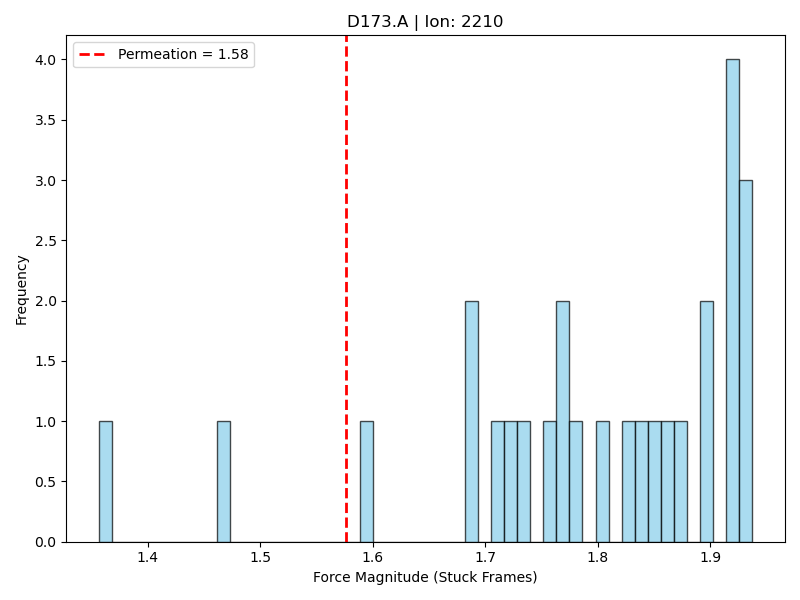 D173.A | Ion: 2210
Permeation = 1.58
4.0
3.5
3.0
2.5
2.0
1.5
1.0
0.5
0.0
Frequency
1.4 1.5 1.6 1.7 1.8 1.9
Force Magnitude (Stuck Frames)